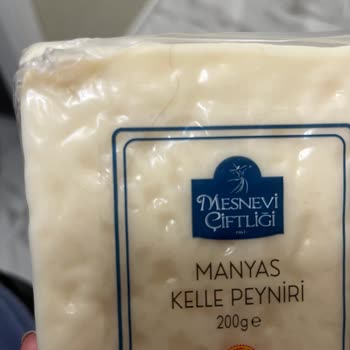 MESNEVİ
ÇİFTLİĞİ
MANYAS
KELLE PEYNİRİ
200g e